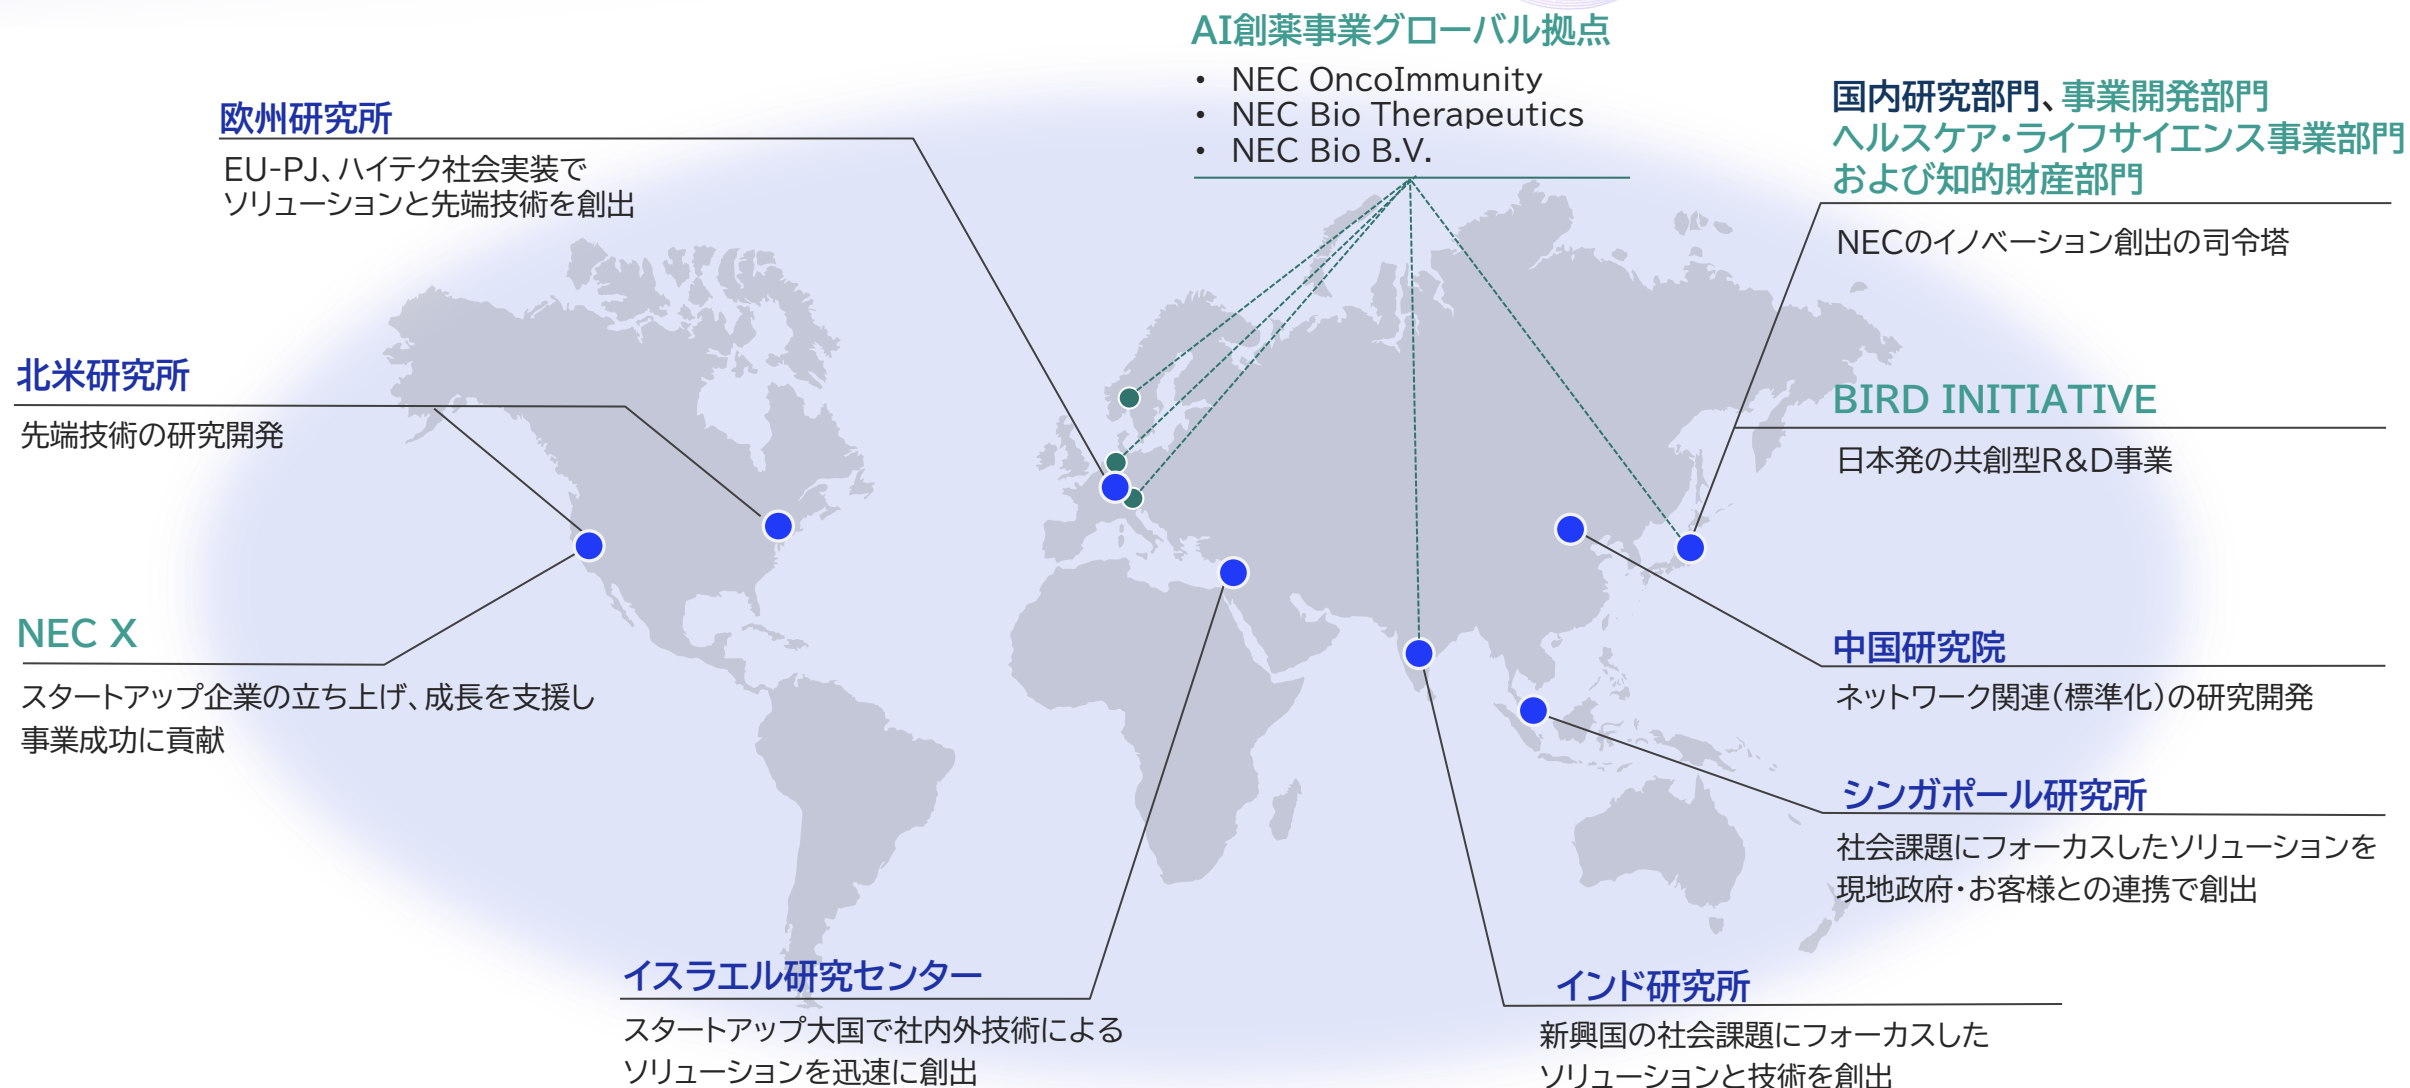 AI創薬事業グローバル拠点
• NEC OncoImmunity
• NEC Bio Therapeutics
• NEC Bio B.V.
欧州研究所
EU-PJ、ハイテク社会実装で
ソリューションと先端技術を創出
国内研究部門、事業開発部門
ヘルスケア・ライフサイエンス事業部門
および知的財産部門
NECのイノベーション創出の司令塔
北米研究所
先端技術の研究開発
BIRD INITIATIVE
日本発の共創型R&D事業
NEC X
スタートアップ企業の立ち上げ、成長を支援し
事業成功に貢献
中国研究院
ネットワーク関連(標準化)の研究開発
シンガポール研究所
社会課題にフォーカスしたソリューションを
現地政府・お客様との連携で創出
イスラエル研究センター
スタートアップ大国で社内外技術による
ソリューションを迅速に創出
インド研究所
新興国の社会課題にフォーカスした
ソリューションと技術を創出